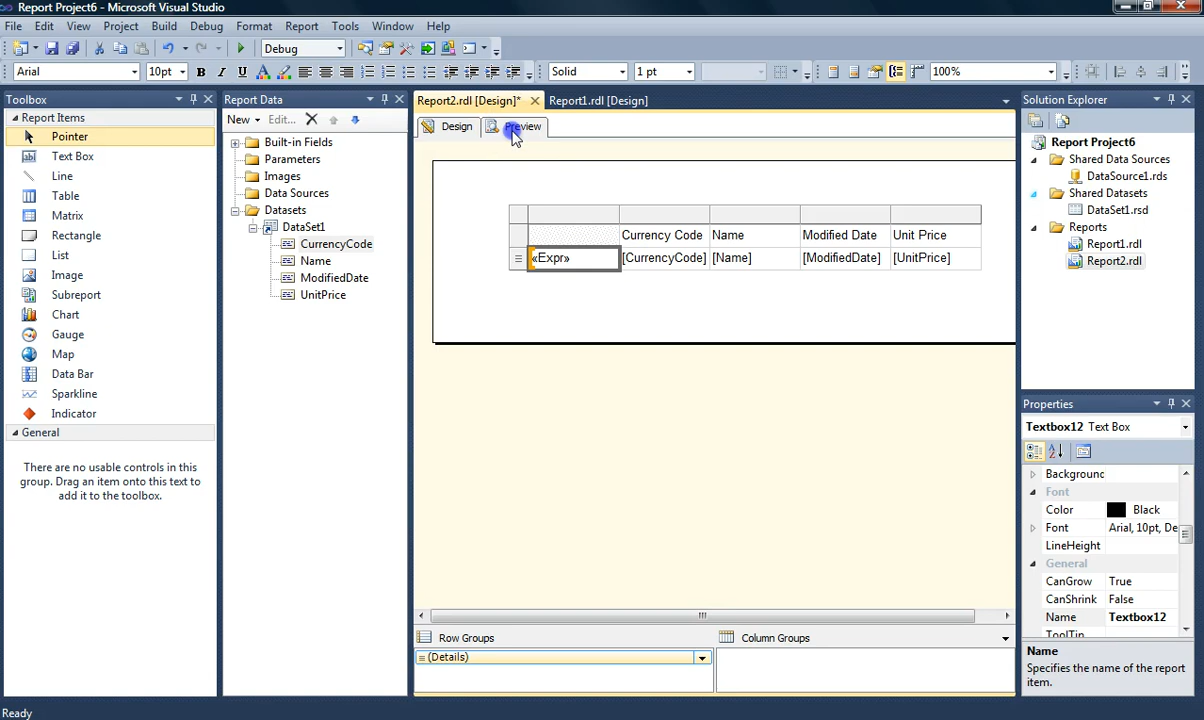 Report Project6 - Microsoft Visual Studio
File Edit View Project Build Debug Format Report Tools Window Help
Debug
Arial 10pt B I U A Solid 1 pt 100%
Toolbox
Report Items
Pointer
Text Box
Line
Table
Matrix
Rectangle
List
Image
Subreport
Chart
Gauge
Map
Data Bar
Sparkline
Indicator
General
There are no usable controls in this
group. Drag an item onto this text to
add it to the toolbox.
Report Data
New Edit...
Built-in Fields
Parameters
Images
Data Sources
Datasets
DataSet1
CurrencyCode
Name
ModifiedDate
UnitPrice
Report2.rdl [Design]* Report1.rdl [Design]
Design Preview
Currency Code Name Modified Date Unit Price
«Expr» [CurrencyCode] [Name] [ModifiedDate] [UnitPrice]
Row Groups Column Groups
(Details)
Solution Explorer
Report Project6
Shared Data Sources
DataSource1.rds
Shared Datasets
DataSet1.rsd
Reports
Report1.rdl
Report2.rdl
Properties
Textbox12 Text Box
Background
Font
Color Black
Font Arial, 10pt, De
LineHeight
General
CanGrow True
CanShrink False
Name Textbox12
ToolTip
Name
Specifies the name of the report
item.
Ready